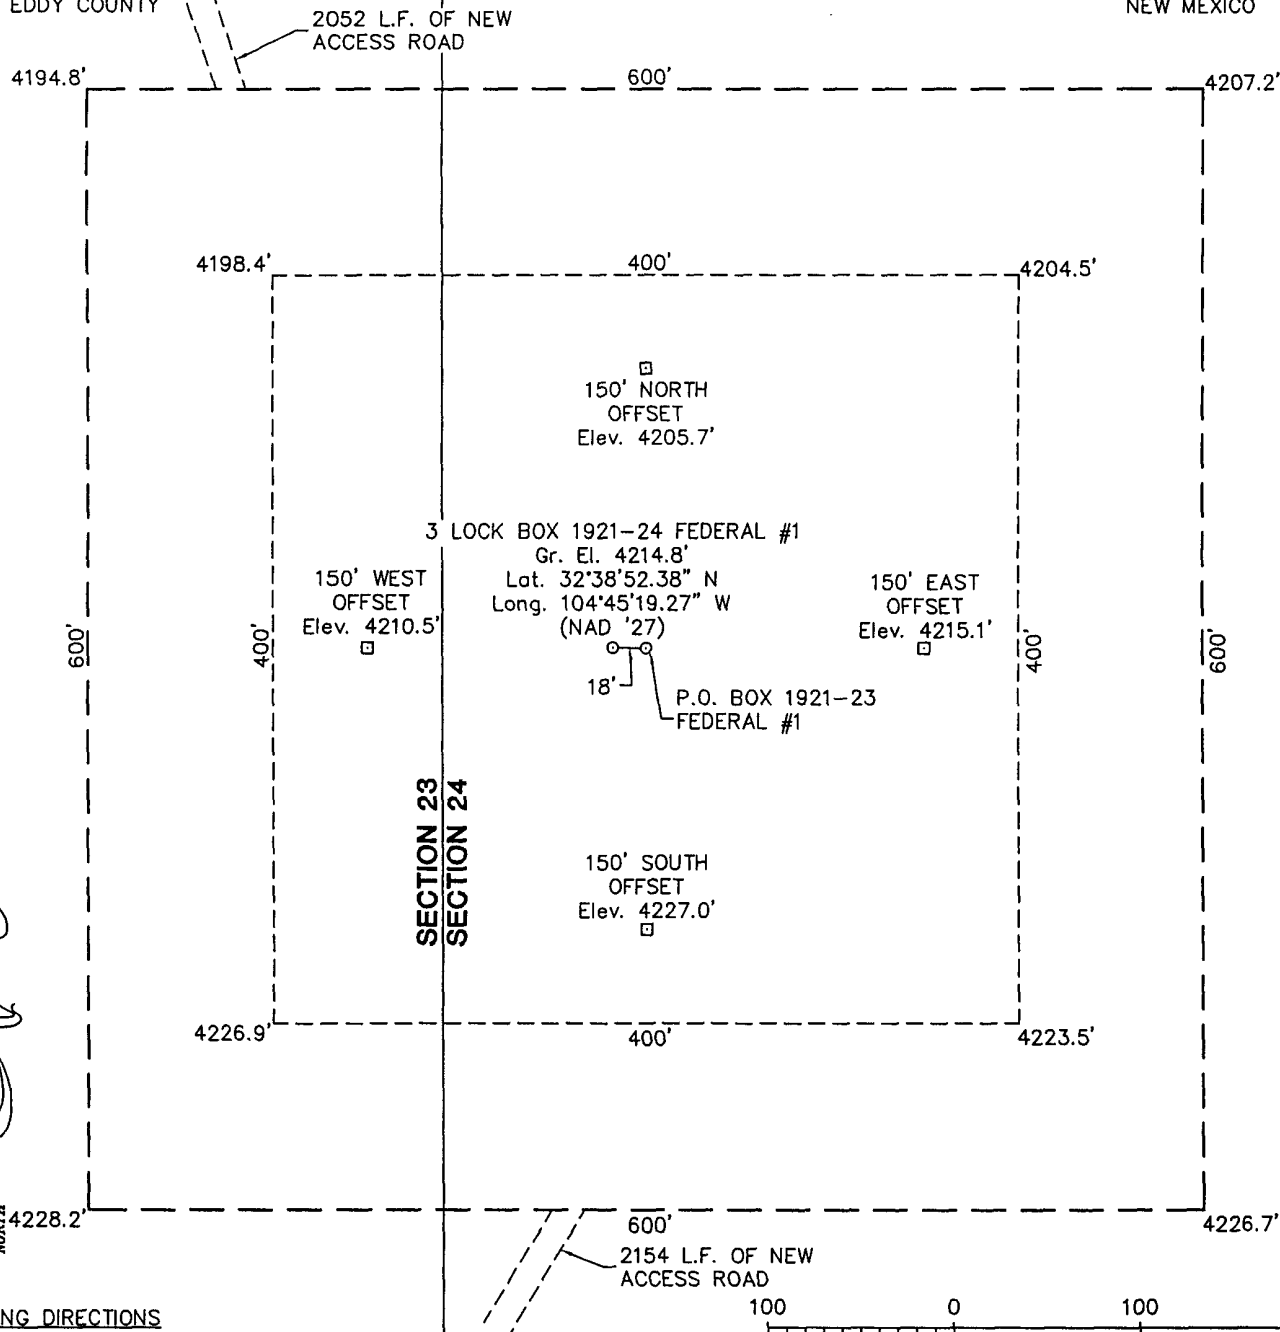 EDDY COUNTY
NEW MEXICO
2052 L.F. OF NEW
ACCESS ROAD
4194.8'
600'
4207.2'
4198.4'
400'
4204.5'
150' NORTH
OFFSET
Elev. 4205.7'
3 LOCK BOX 1921-24 FEDERAL #1
Gr. El. 4214.8'
Lat. 32°38'52.38" N
Long. 104°45'19.27" W
(NAD '27)
150' WEST
OFFSET
Elev. 4210.5'
150' EAST
OFFSET
Elev. 4215.1'
600'
400'
400'
600'
18'
P.O. BOX 1921-23
FEDERAL #1
SECTION 23
SECTION 24
150' SOUTH
OFFSET
Elev. 4227.0'
4226.9'
400'
4223.5'
NORTH
4228.2'
600'
4226.7'
2154 L.F. OF NEW
ACCESS ROAD
NG DIRECTIONS
100 0 100